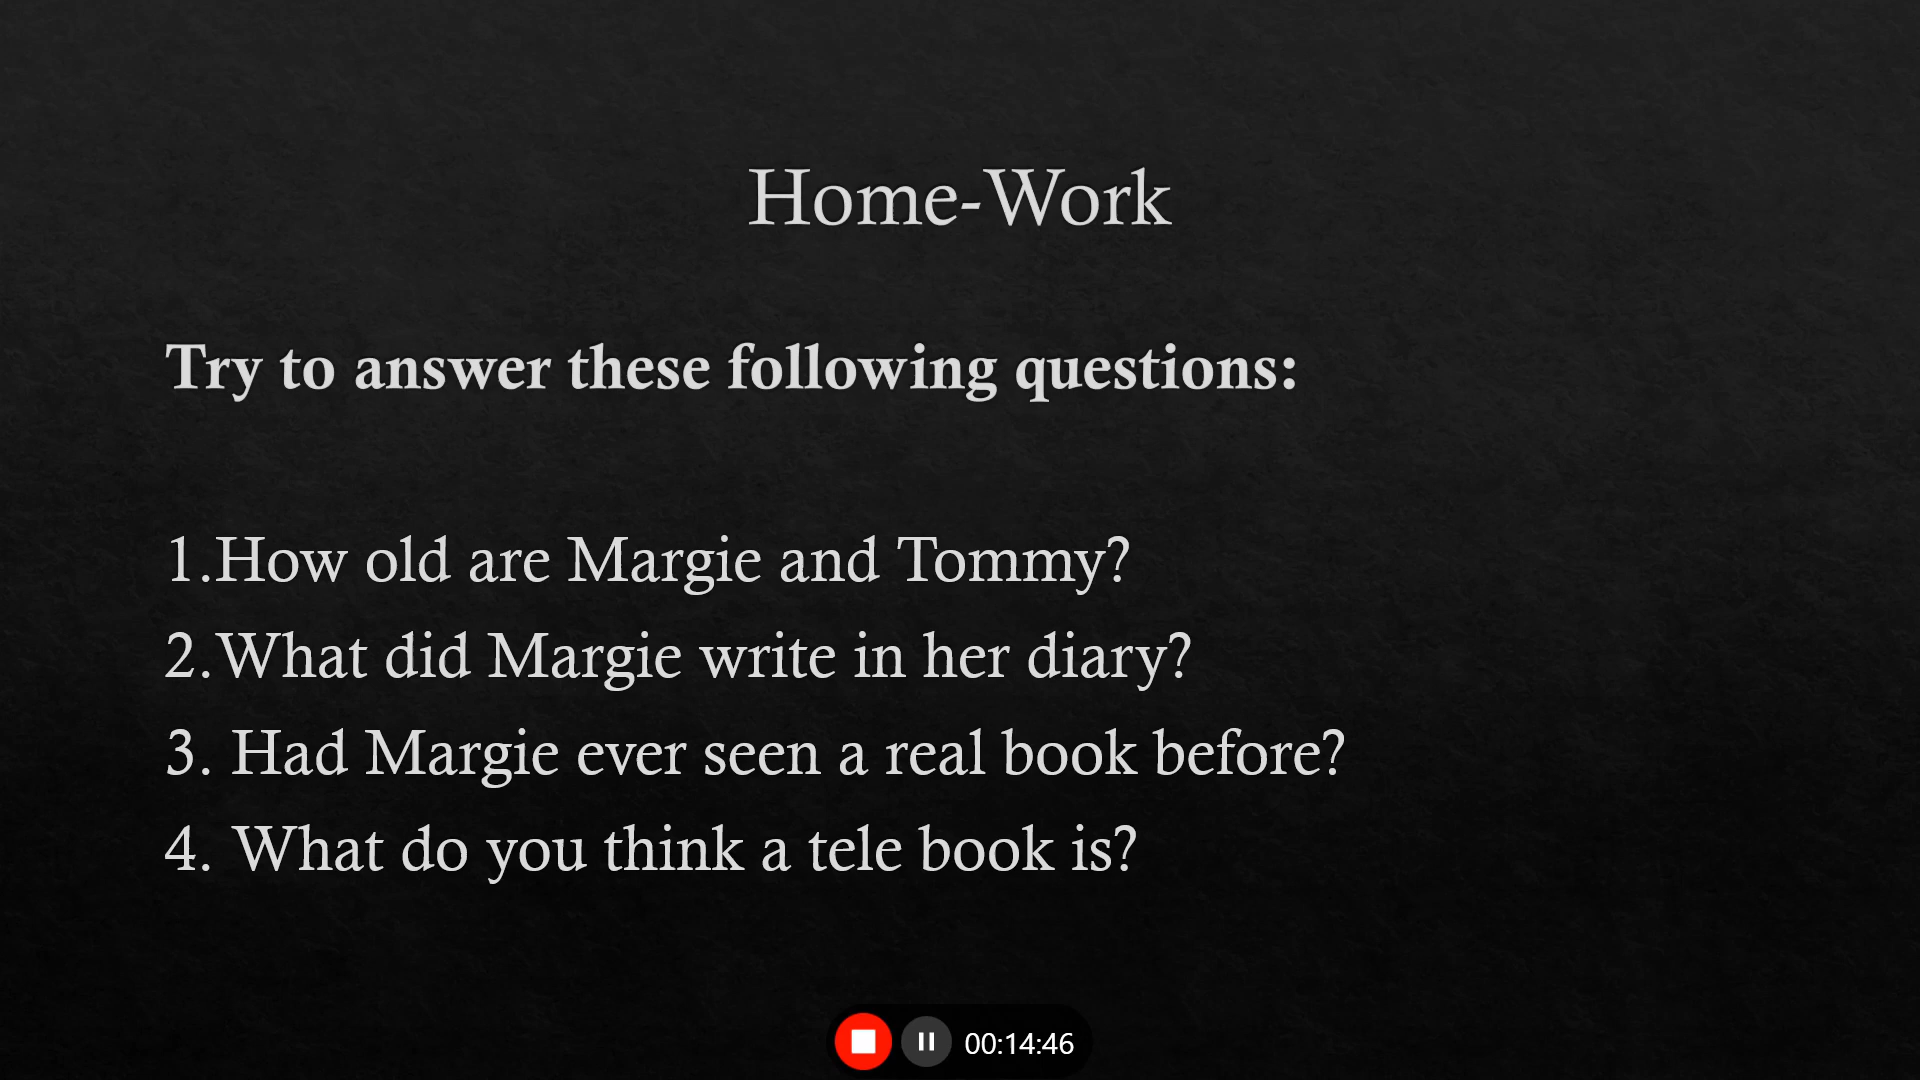 Home-Work
Try to answer these following questions:
1.How old are Margie and Tommy?
2.What did Margie write in her diary?
3. Had Margie ever seen a real book before?
4. What do you think a tele book is?
00:14:46